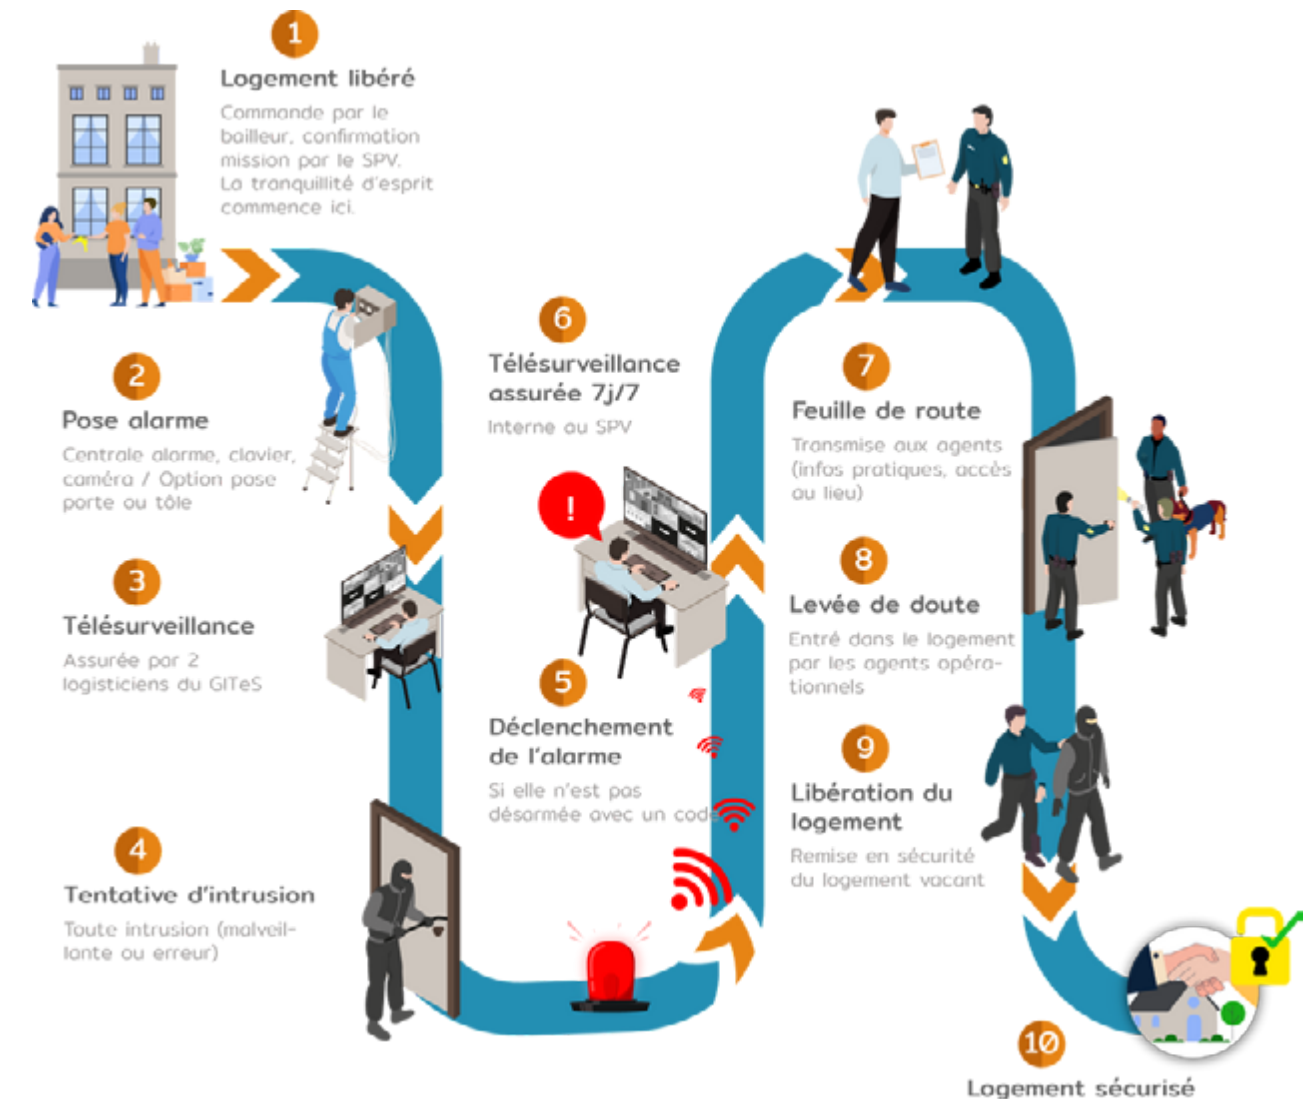 1
Logement libéré
Commande par le
bailleur, confirmation
mission par le SPV.
La tranquillité d'esprit
commence ici.
2
Pose alarme
Centrale alarme, clavier,
caméra / Option pose
porte ou tôle
3
Télésurveillance
Assurée par 2
logisticiens du GITeS
4
Tentative d'intrusion
Toute intrusion (malveil-
lante ou erreur)
5
Déclenchement
de l'alarme
Si elle n'est pas
désarmée avec un code
6
Télésurveillance
assurée 7j/7
Interne au SPV
!
7
Feuille de route
Transmise aux agents
(infos pratiques, accès
au lieu)
8
Levée de doute
Entré dans le logement
par les agents opéra-
tionnels
9
Libération du
logement
Remise en sécurité
du logement vacant
10
Logement sécurisé